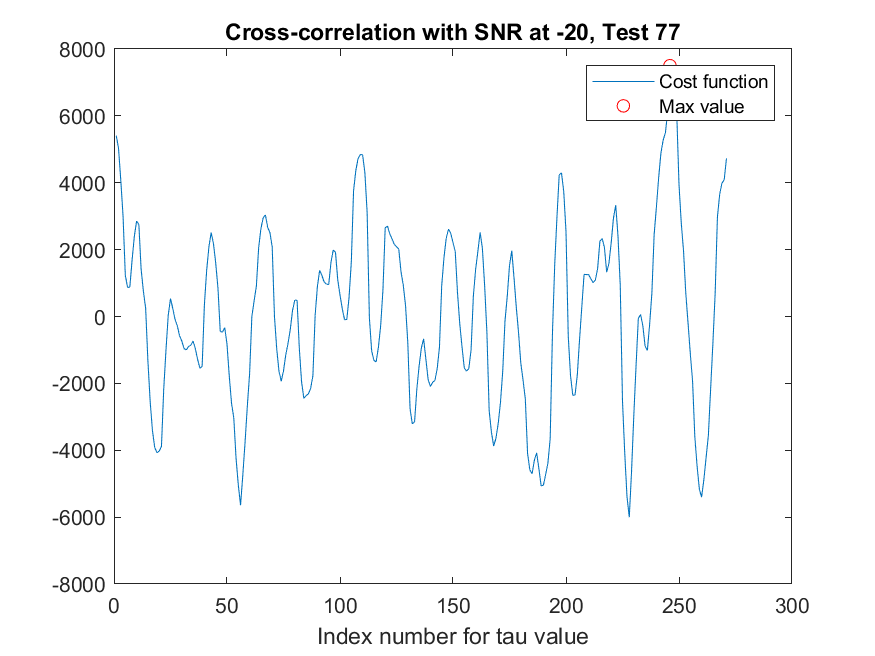 Cross-correlation with SNR at -20, Test 77
8000
6000
4000
2000
0
-2000
-4000
-6000
-8000
Cost function
Max value
0 50 100 150 200 250 300
Index number for tau value